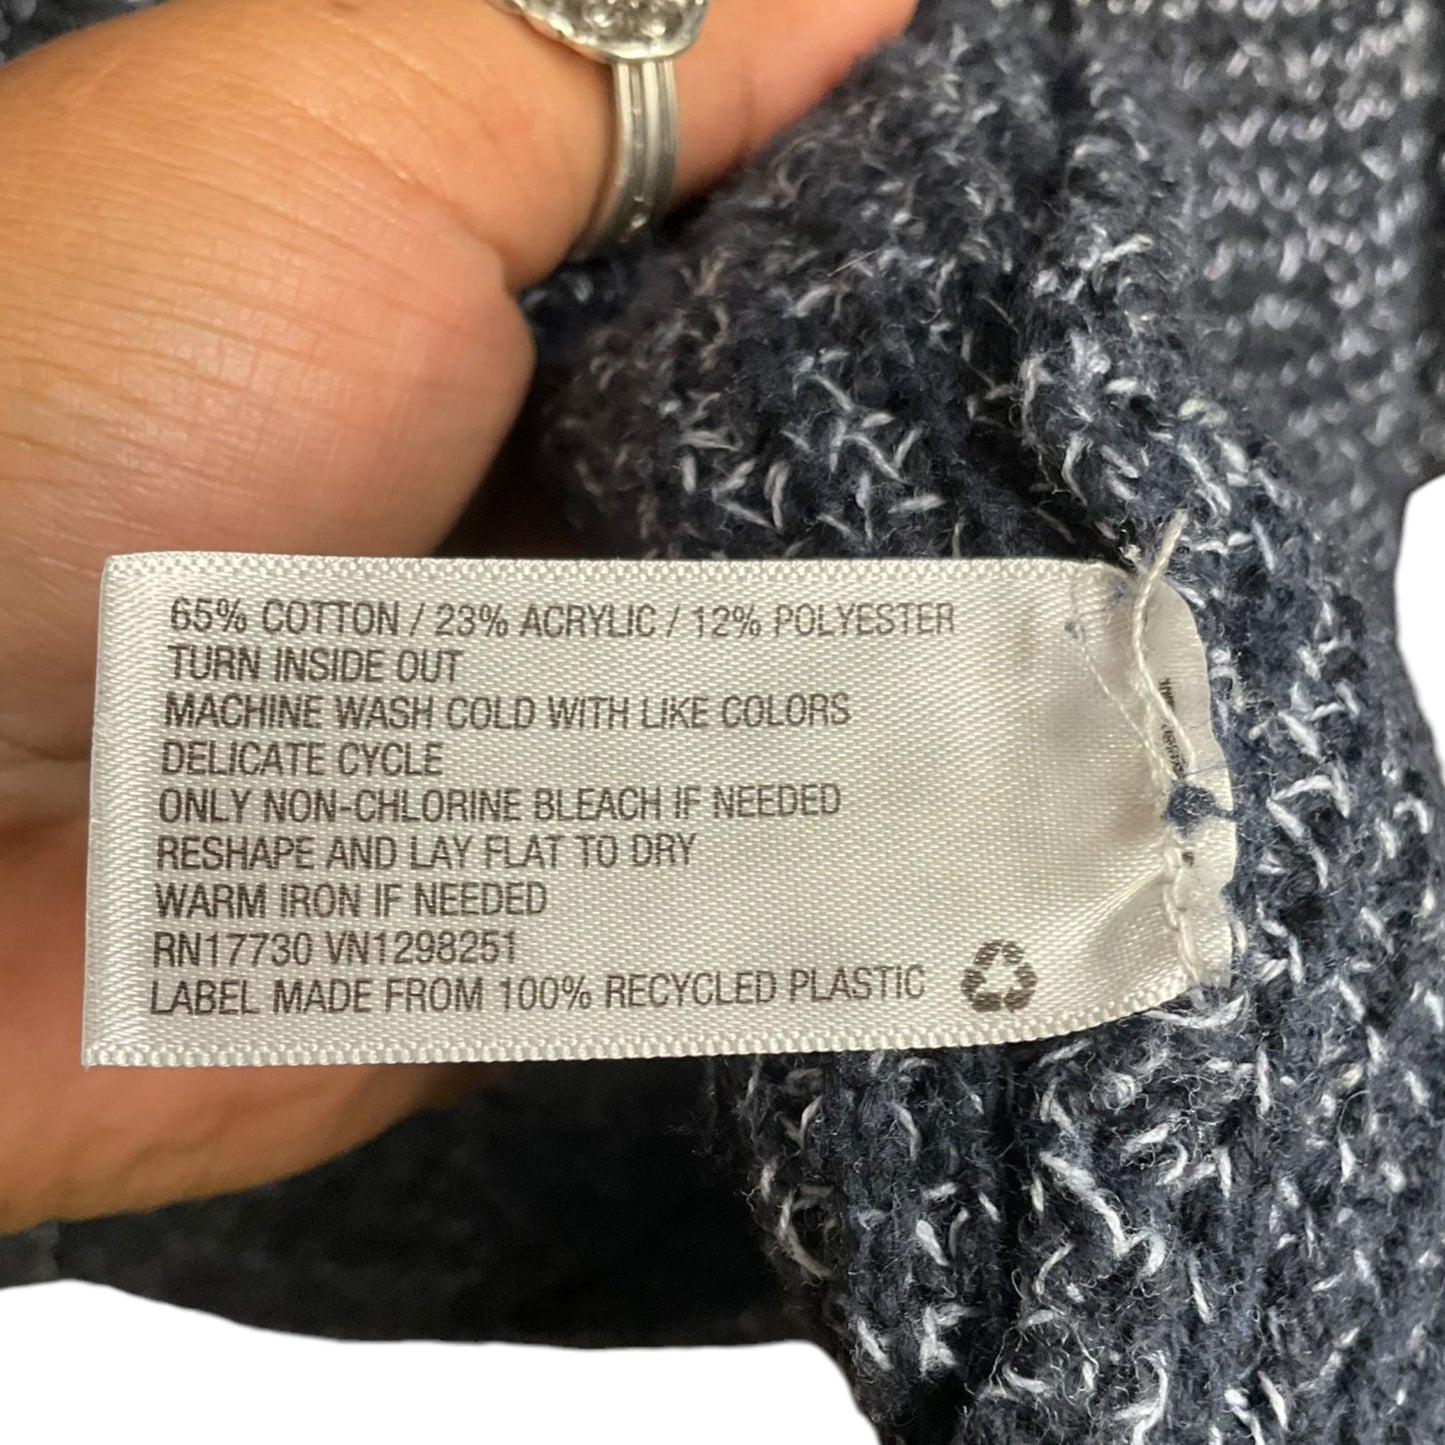 65% COTTON / 23% ACRYLIC / 12% POLYESTER
TURN INSIDE OUT
MACHINE WASH COLD WITH LIKE COLORS
DELICATE CYCLE
ONLY NON-CHLORINE BLEACH IF NEEDED
RESHAPE AND LAY FLAT TO DRY
WARM IRON IF NEEDED
RN17730 VN1298251
LABEL MADE FROM 100% RECYCLED PLASTIC